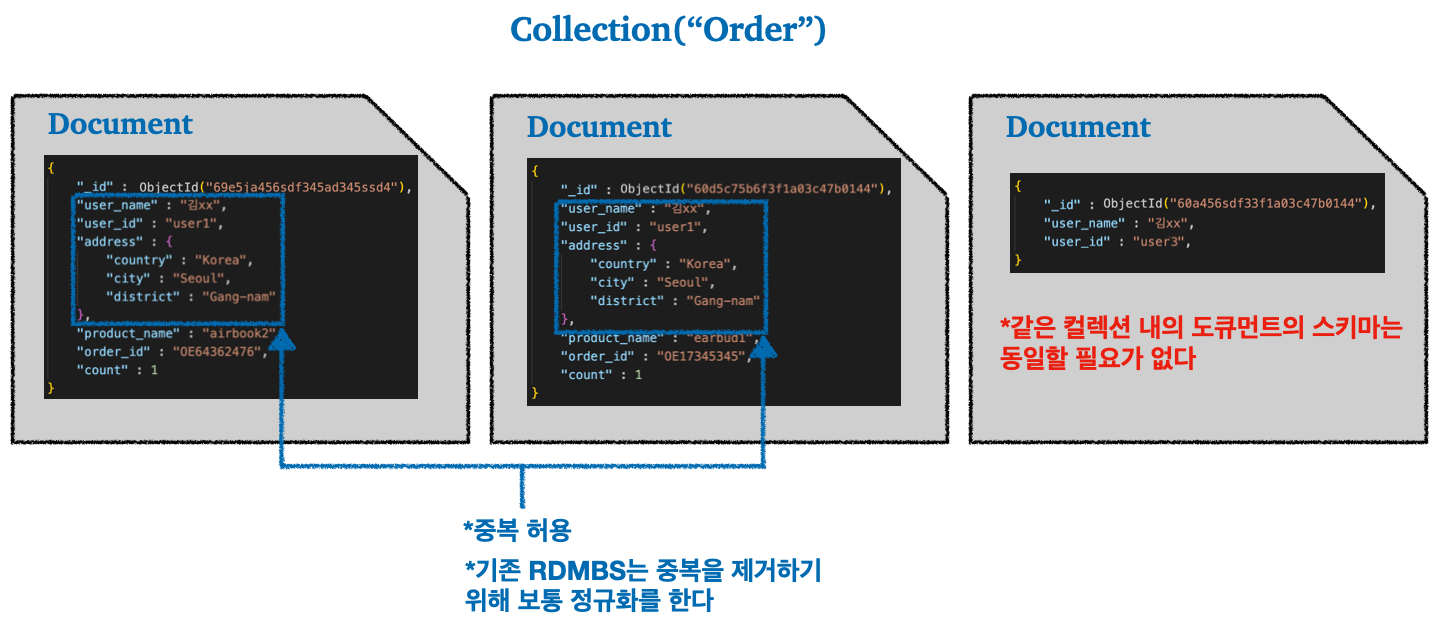 Collection(“Order”)
Document
{
"_id" : ObjectId("69e5ja456sdf345ad345ssd4"),
"user_name" : "김xx",
"user_id" : "user1",
"address" : {
"country" : "Korea",
"city" : "Seoul",
"district" : "Gang-nam"
},
"product_name" : "airbook2"
"order_id" : "OE64362476",
"count" : 1
}
Document
{
"_id" : ObjectId("60d5c75b6f3f1a03c47b0144"),
"user_name" : "김xx",
"user_id" : "user1",
"address" : {
"country" : "Korea",
"city" : "Seoul",
"district" : "Gang-nam"
},
"product_name" : "earbud1",
"order_id" : "OE17345345",
"count" : 1
}
Document
{
"_id" : ObjectId("60a456sdf33f1a03c47b0144"),
"user_name" : "김xx",
"user_id" : "user3",
}
*같은 컬렉션 내의 도큐먼트의 스키마는
동일할 필요가 없다
*중복 허용
*기존 RDMBS는 중복을 제거하기
위해 보통 정규화를 한다